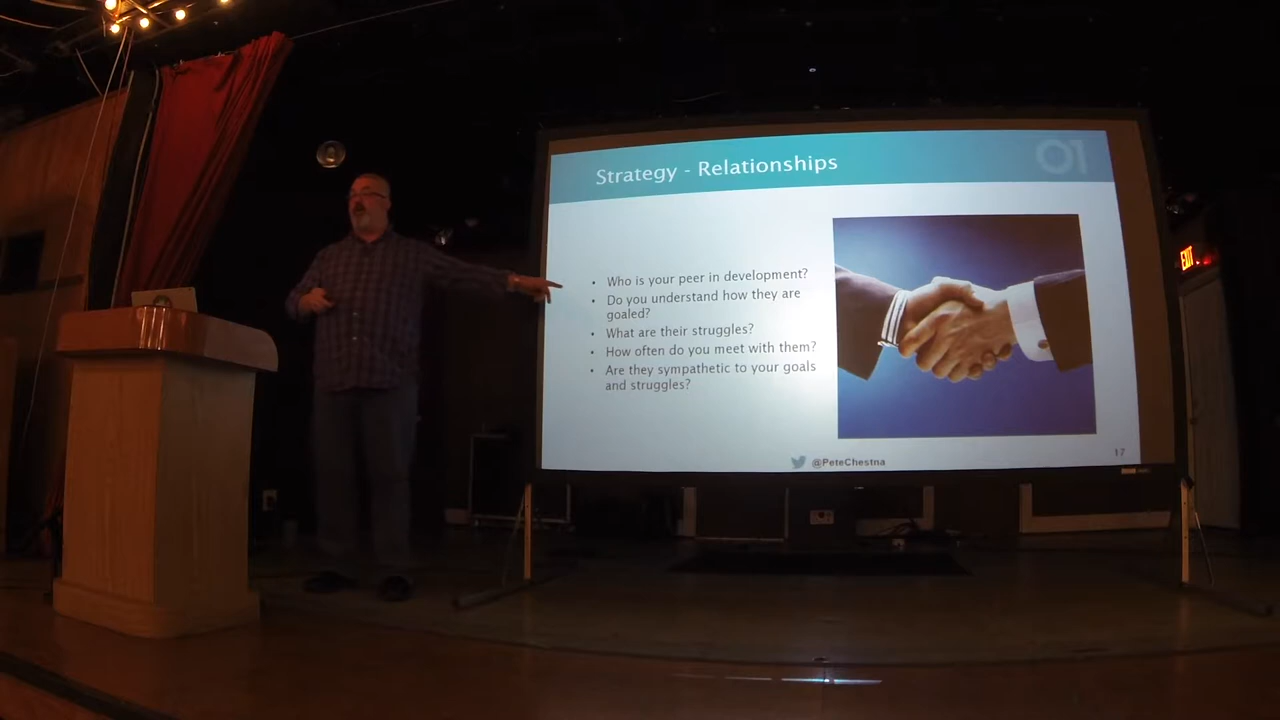 Strategy - Relationships
01
• Who is your peer in development?
• Do you understand how they are
goaled?
• What are their struggles?
• How often do you meet with them?
• Are they sympathetic to your goals
and struggles?
@PeteChestna
17
EXIT